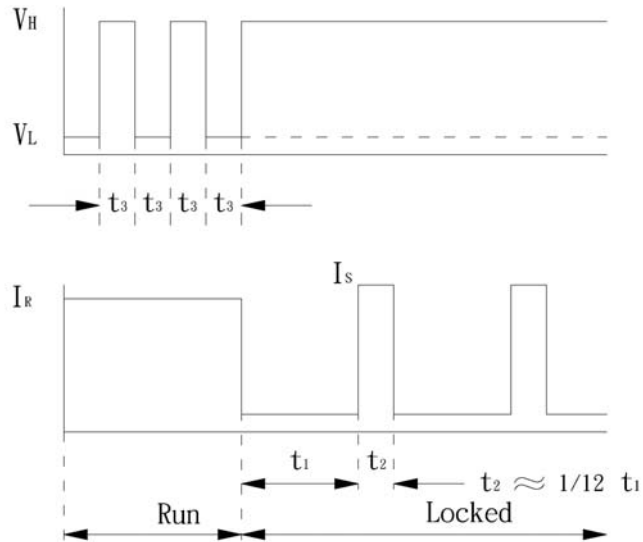 VH
VL
t3 t3 t3 t3
IS
IR
t1 t2 t2 ≈ 1/12 t1
Run Locked